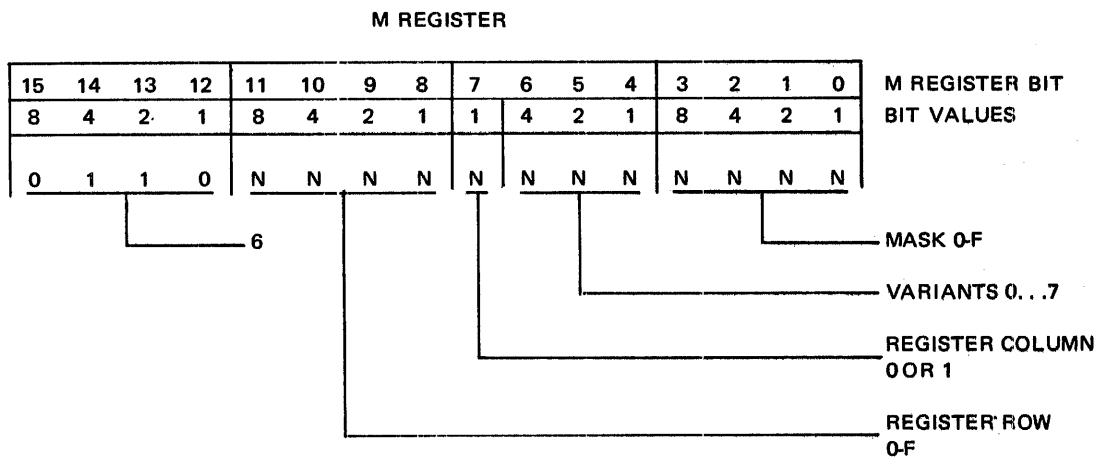 M REGISTER
15 14 13 12 11 10 9 8 7 6 5 4 3 2 1 0 M REGISTER BIT
8 4 2 1 8 4 2 1 1 4 2 1 8 4 2 1 BIT VALUES
0 1 1 0 N N N N N N N N N N N N
6
MASK 0-F
VARIANTS 0...7
REGISTER COLUMN
0 OR 1
REGISTER ROW
0-F